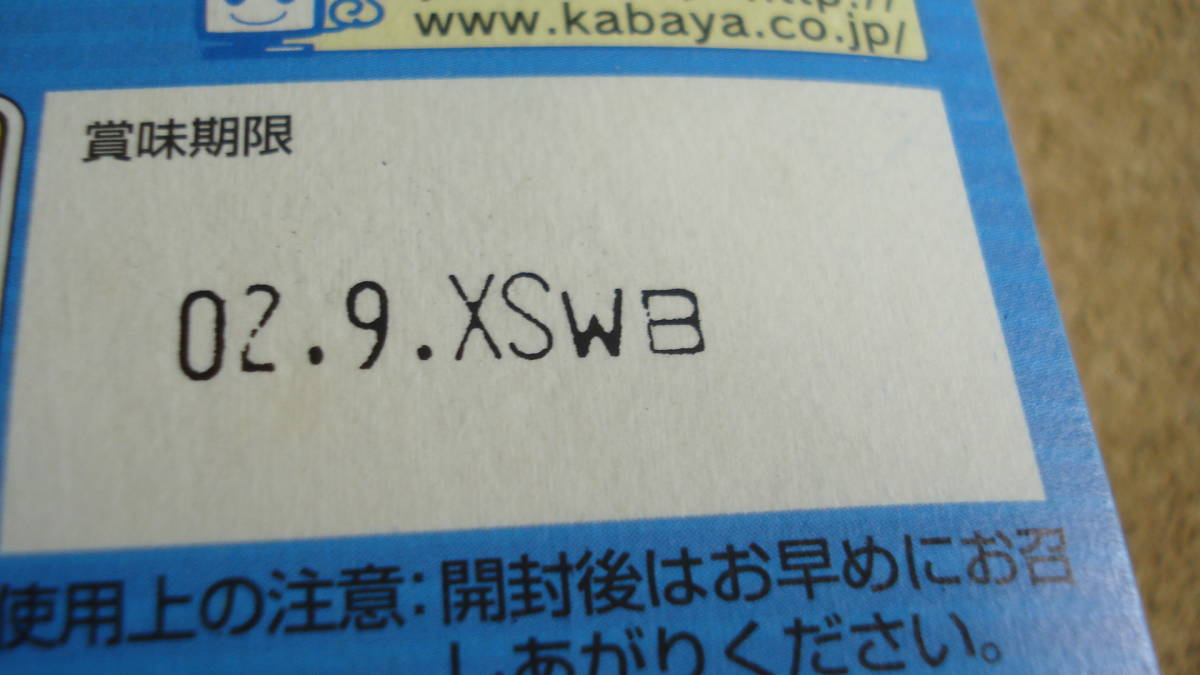 http://
www.kabaya.co.jp/
賞味期限
02.9.XSWB
使用上の注意:開封後はお早めにお召
しあがりください。